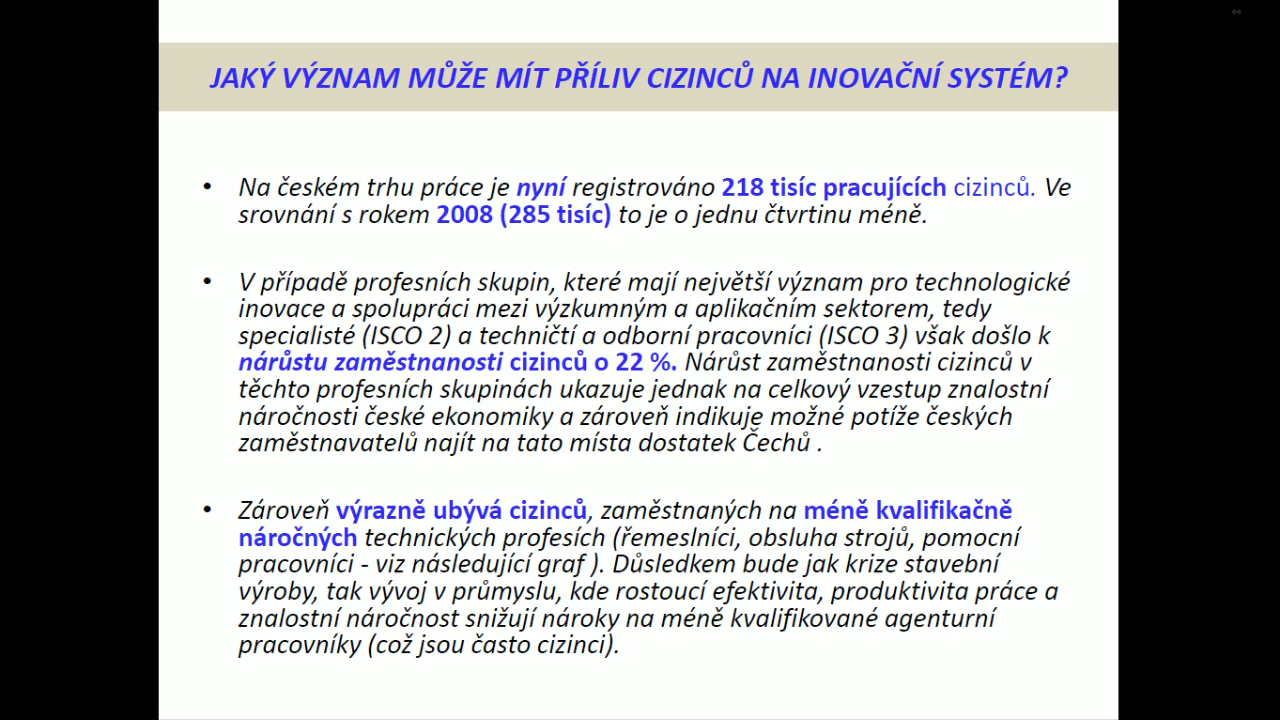 JAKÝ VÝZNAM MŮŽE MÍT PŘÍLIV CIZINCŮ NA INOVAČNÍ SYSTÉM?
• Na českém trhu práce je nyní registrováno 218 tisíc pracujících cizinců. Ve
srovnání s rokem 2008 (285 tisíc) to je o jednu čtvrtinu méně.
• V případě profesních skupin, které mají největší význam pro technologické
inovace a spolupráci mezi výzkumným a aplikačním sektorem, tedy
specialisté (ISCO 2) a techničtí a odborní pracovníci (ISCO 3) však došlo k
nárůstu zaměstnanosti cizinců o 22 %. Nárůst zaměstnanosti cizinců v
těchto profesních skupinách ukazuje jednak na celkový vzestup znalostní
náročnosti české ekonomiky a zároveň indikuje možné potíže českých
zaměstnavatelů najít na tato místa dostatek Čechů .
• Zároveň výrazně ubývá cizinců, zaměstnaných na méně kvalifikačně
náročných technických profesích (řemeslníci, obsluha strojů, pomocní
pracovníci - viz následující graf ). Důsledkem bude jak krize stavební
výroby, tak vývoj v průmyslu, kde rostoucí efektivita, produktivita práce a
znalostní náročnost snižují nároky na méně kvalifikované agenturní
pracovníky (což jsou často cizinci).